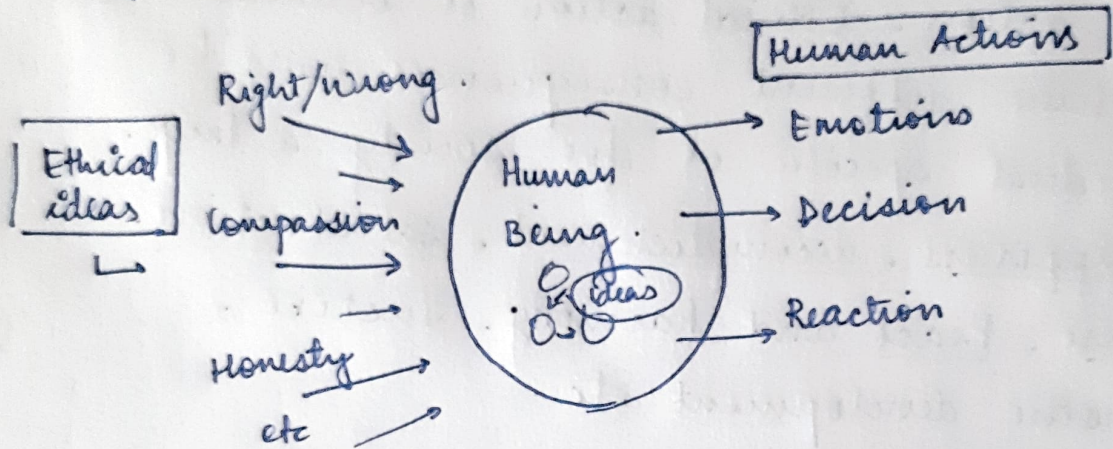 Human Actions
Right/Wrong
Ethical
ideas
Compassion
Honesty
etc
Human
Being.
ideas
Emotions
Decision
Reaction